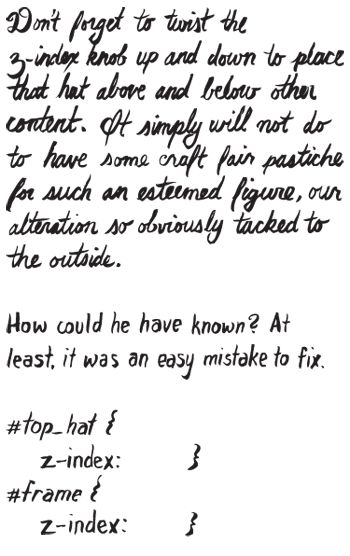 Don't forget to twist the
z-index knob up and down to place
that hat above and below other
content. It simply will not do
to have some craft fair pastiche
for such an esteemed figure, our
alteration so obviously tacked to
the outside.
How could he have known? At
least, it was an easy mistake to fix.
#top_hat {
z-index: }
#frame {
z-index: }